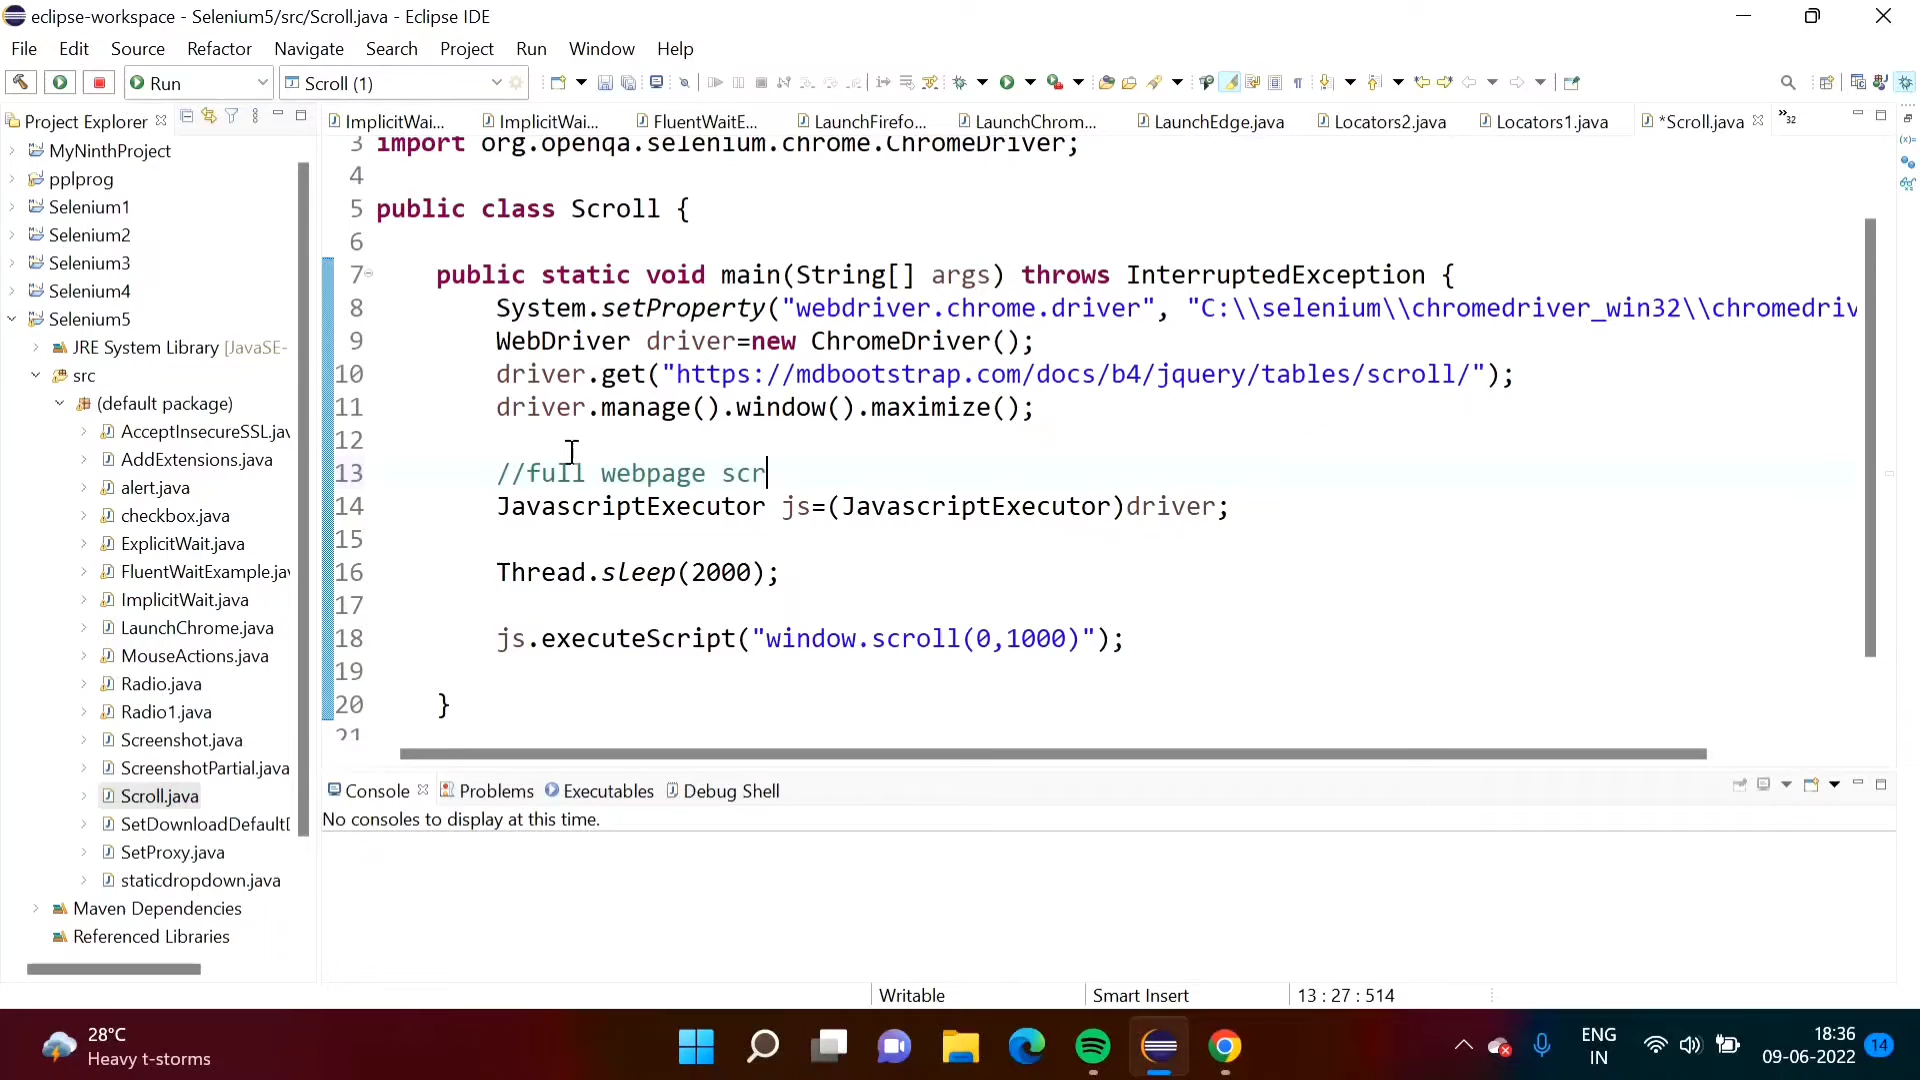 eclipse-workspace - Selenium5/src/Scroll.java - Eclipse IDE
File Edit Source Refactor Navigate Search Project Run Window Help
Run Scroll (1)
Project Explorer
ImplicitWai... ImplicitWai... FluentWaitE... LaunchFirefo... LaunchChrom... LaunchEdge.java Locators2.java Locators1.java *Scroll.java »32
MyNinthProject
pplprog
Selenium1
Selenium2
Selenium3
Selenium4
Selenium5
JRE System Library [JavaSE-
src
(default package)
AcceptInsecureSSL.jav
AddExtensions.java
alert.java
checkbox.java
ExplicitWait.java
FluentWaitExample.jav
ImplicitWait.java
LaunchChrome.java
MouseActions.java
Radio.java
Radio1.java
Screenshot.java
ScreenshotPartial.java
Scroll.java
SetDownloadDefaultD
SetProxy.java
staticdropdown.java
Maven Dependencies
Referenced Libraries
3 import org.openqa.selenium.chrome.ChromeDriver;
4
5 public class Scroll {
6
7 public static void main(String[] args) throws InterruptedException {
8 System.setProperty("webdriver.chrome.driver", "C:\\selenium\\chromedriver_win32\\chromedriv
9 WebDriver driver=new ChromeDriver();
10 driver.get("https://mdbootstrap.com/docs/b4/jquery/tables/scroll/");
11 driver.manage().window().maximize();
12
13 //full webpage scr
14 JavascriptExecutor js=(JavascriptExecutor)driver;
15
16 Thread.sleep(2000);
17
18 js.executeScript("window.scroll(0,1000)");
19
20 }
21
Console Problems Executables Debug Shell
No consoles to display at this time.
Writable Smart Insert 13 : 27 : 514
28°C
Heavy t-storms
ENG
IN
18:36
09-06-2022
14